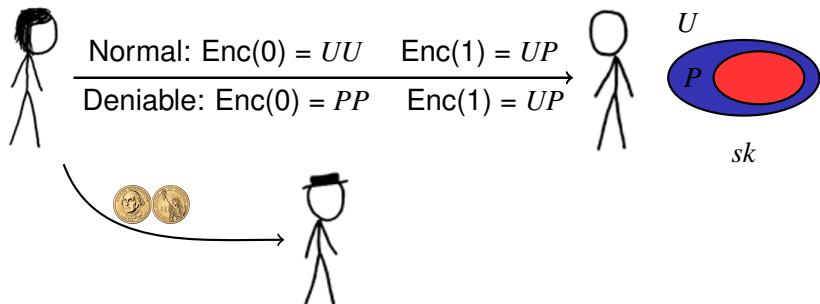 Normal: Enc(0) = UU Enc(1) = UP
Deniable: Enc(0) = PP Enc(1) = UP
U
P
sk